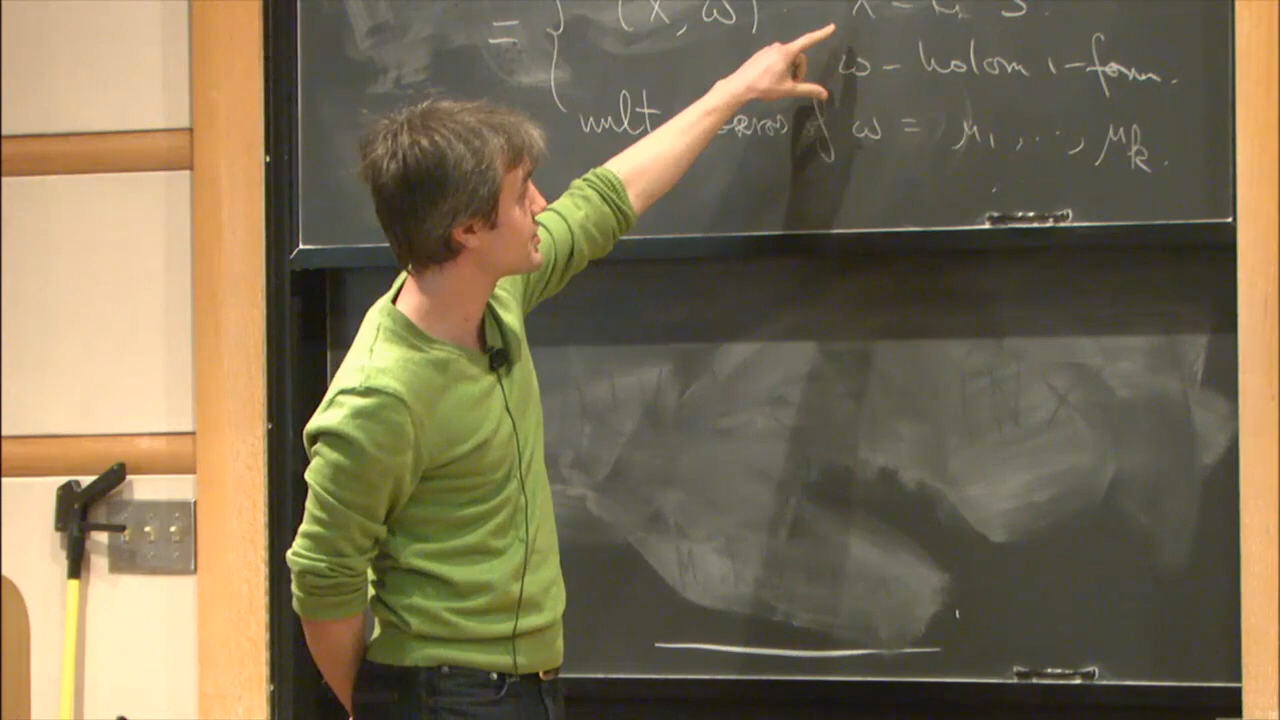 = { (X, ω) : X – R. S.
ω – holom 1-form.
mult zeros of ω = μ₁, ..., μₖ.